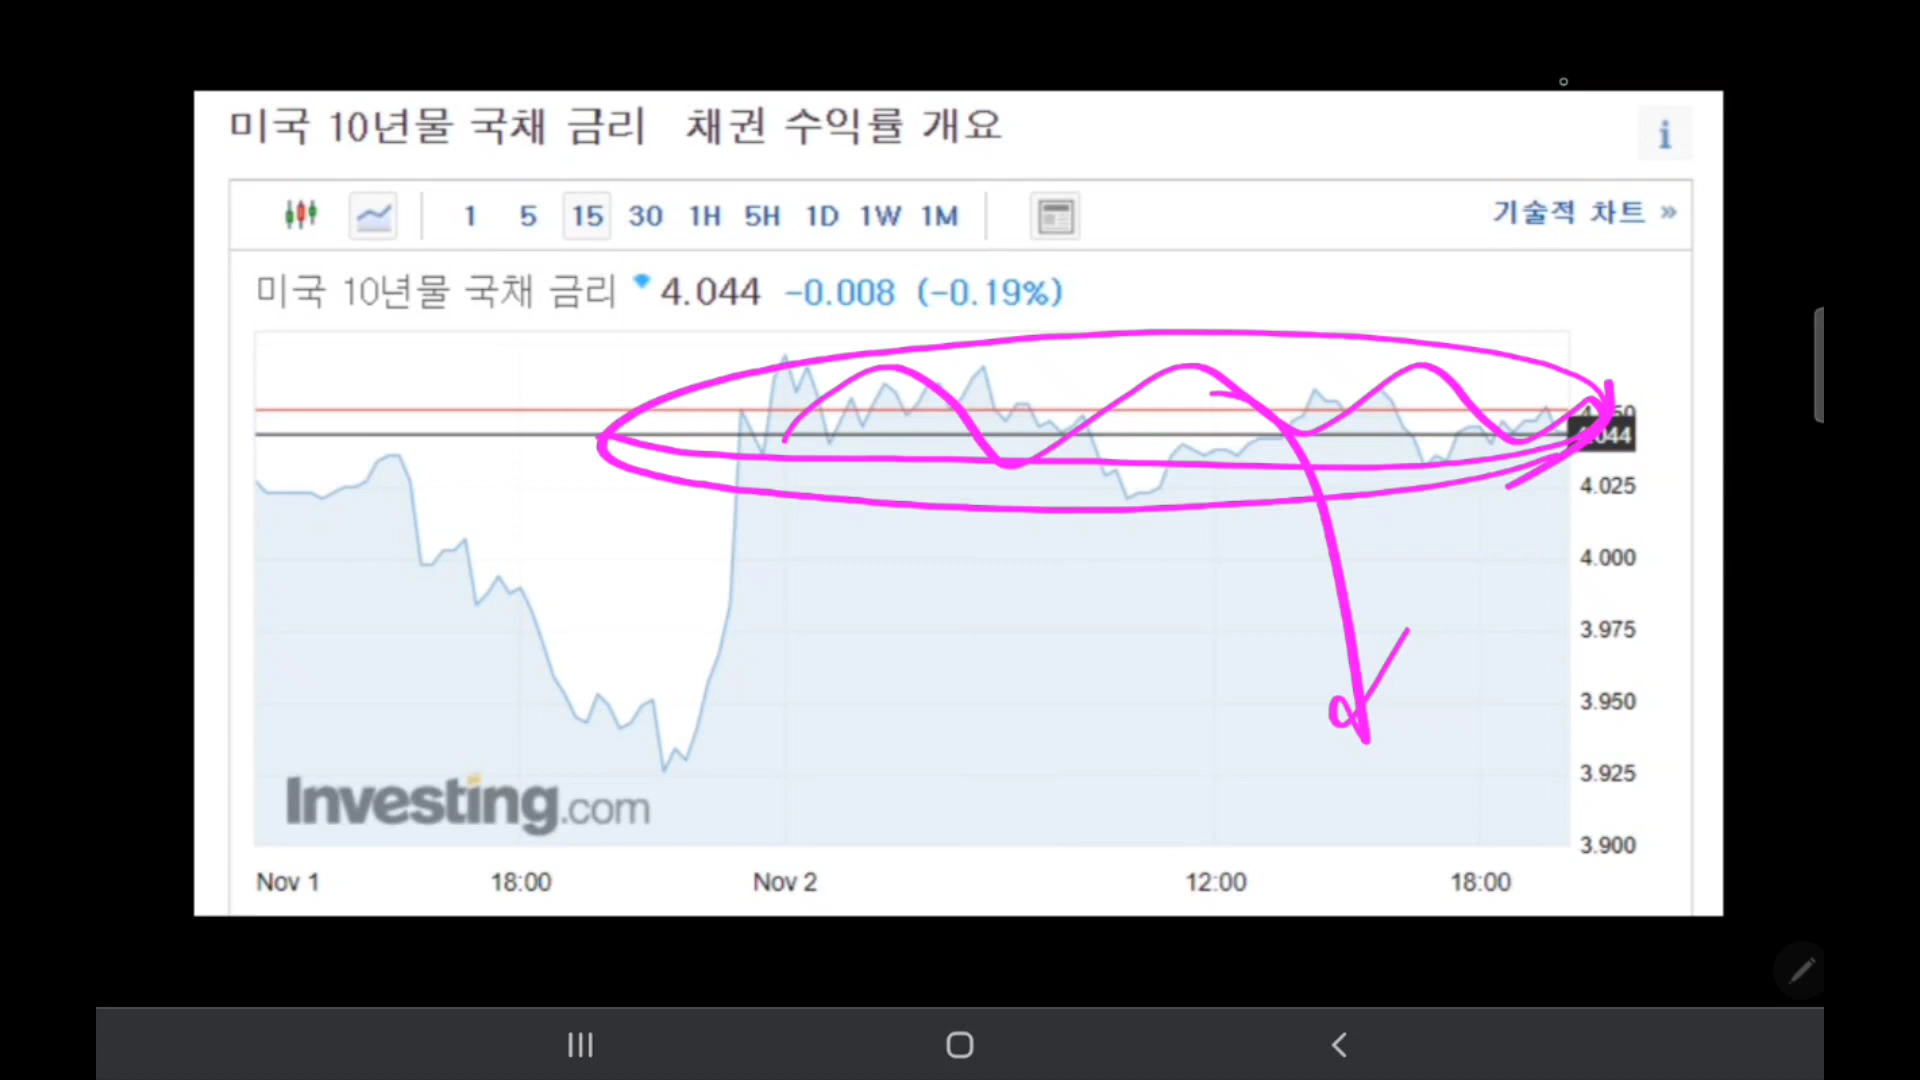 미국 10년물 국채 금리 채권 수익률 개요
i
1 5 15 30 1H 5H 1D 1W 1M
기술적 차트 »
미국 10년물 국채 금리 4.044 -0.008 (-0.19%)
4.025
4.000
3.975
3.950
3.925
3.900
Investing.com
Nov 1 18:00 Nov 2 12:00 18:00